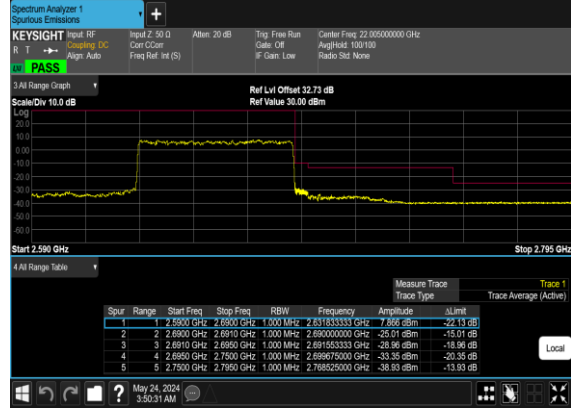 Spectrum Analyzer 1
Spurious Emissions
+
KEYSIGHT
R T
LW PASS
Input: RF
Coupling: DC
Align: Auto
Input Z: 50 Ω
Corr CCorr
Freq Ref: Int (S)
Atten: 20 dB
Trig: Free Run
Gate: Off
IF Gain: Low
Center Freq: 22.005000000 GHz
Avg|Hold: 100/100
Radio Std: None
3 All Range Graph
Scale/Div 10.0 dB
Ref Lvl Offset 32.73 dB
Ref Value 30.00 dBm
Log
20.0
10.0
0.00
-10.0
-20.0
-30.0
-40.0
-50.0
-60.0
Start 2.590 GHz
Stop 2.795 GHz
4 All Range Table
Measure Trace Trace 1
Trace Type Trace Average (Active)
Spur Range Start Freq Stop Freq RBW Frequency Amplitude ΔLimit
1 1 2.5900 GHz 2.6900 GHz 1.000 MHz 2.631833333 GHz 7.866 dBm -22.13 dB
2 2 2.6900 GHz 2.6910 GHz 1.000 MHz 2.690000000 GHz -25.01 dBm -15.01 dB
3 3 2.6910 GHz 2.6950 GHz 1.000 MHz 2.691553333 GHz -28.96 dBm -18.96 dB
4 4 2.6950 GHz 2.7500 GHz 1.000 MHz 2.699675000 GHz -33.35 dBm -20.35 dB
5 5 2.7500 GHz 2.7950 GHz 1.000 MHz 2.768525000 GHz -38.93 dBm -13.93 dB
Local
?
May 24, 2024
3:50:31 AM